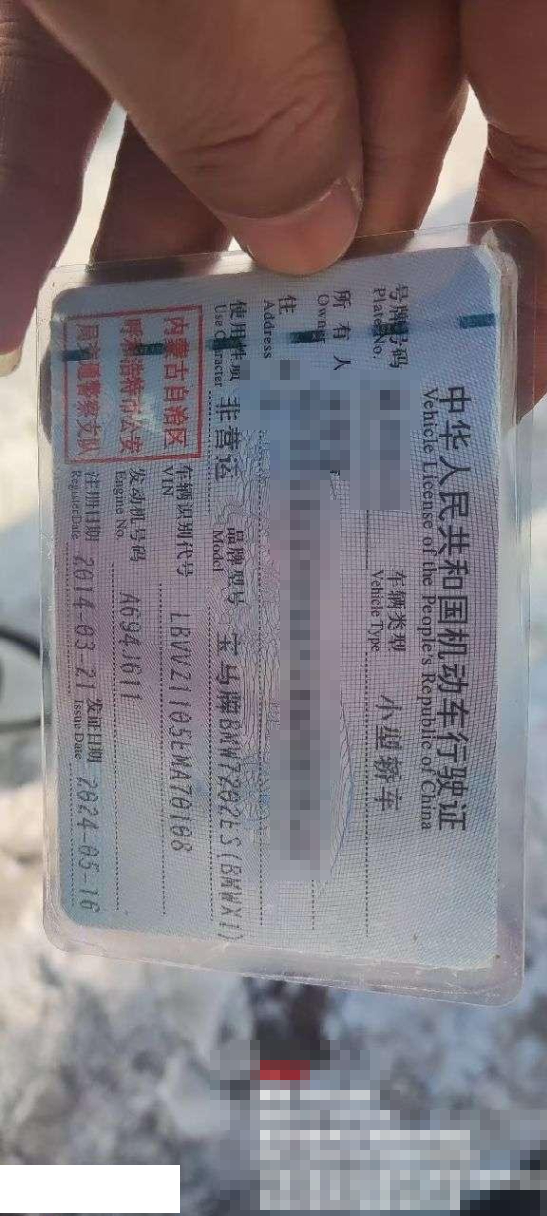 中华人民共和国机动车行驶证
Vehicle License of the People's Republic of China
号牌号码
Plate No.
车辆类型 小型轿车
Vehicle Type
所有人
Owner
住
Address
使用性质 非营运
Use Character
品牌型号 宝马牌BMW7202ES(BMWX1)
Model
内蒙古自治区
呼和浩特市公安
局交通警察支队
车辆识别代号 LBVVZ1105EMA70108
VIN
发动机号码 A694J611
Engine No.
注册日期 2014-03-21
Register Date
发证日期 2024-05-16
Issue Date